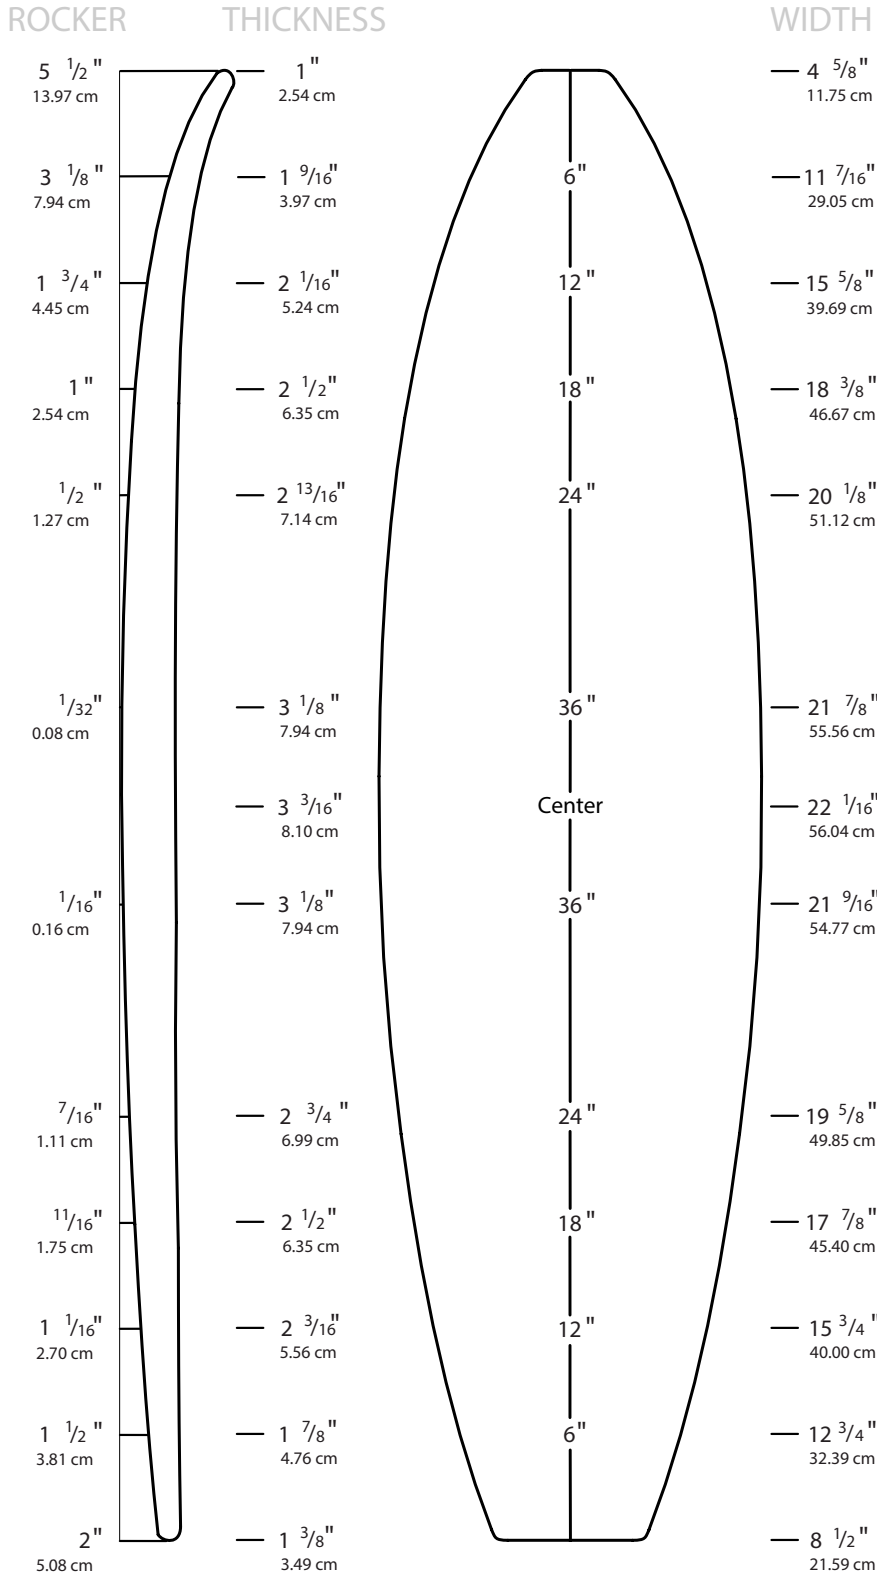 ROCKER THICKNESS WIDTH
5 1/2" 1" 4 5/8"
13.97 cm 2.54 cm 11.75 cm
3 1/8" 1 9/16" 6" 11 7/16"
7.94 cm 3.97 cm 29.05 cm
1 3/4" 2 1/16" 12" 15 5/8"
4.45 cm 5.24 cm 39.69 cm
1" 2 1/2" 18" 18 3/8"
2.54 cm 6.35 cm 46.67 cm
1/2" 2 13/16" 24" 20 1/8"
1.27 cm 7.14 cm 51.12 cm
1/32" 3 1/8" 36" 21 7/8"
0.08 cm 7.94 cm 55.56 cm
3 3/16" Center 22 1/16"
8.10 cm 56.04 cm
1/16" 3 1/8" 36" 21 9/16"
0.16 cm 7.94 cm 54.77 cm
7/16" 2 3/4" 24" 19 5/8"
1.11 cm 6.99 cm 49.85 cm
11/16" 2 1/2" 18" 17 7/8"
1.75 cm 6.35 cm 45.40 cm
1 1/16" 2 3/16" 12" 15 3/4"
2.70 cm 5.56 cm 40.00 cm
1 1/2" 1 7/8" 6" 12 3/4"
3.81 cm 4.76 cm 32.39 cm
2" 1 3/8" 8 1/2"
5.08 cm 3.49 cm 21.59 cm